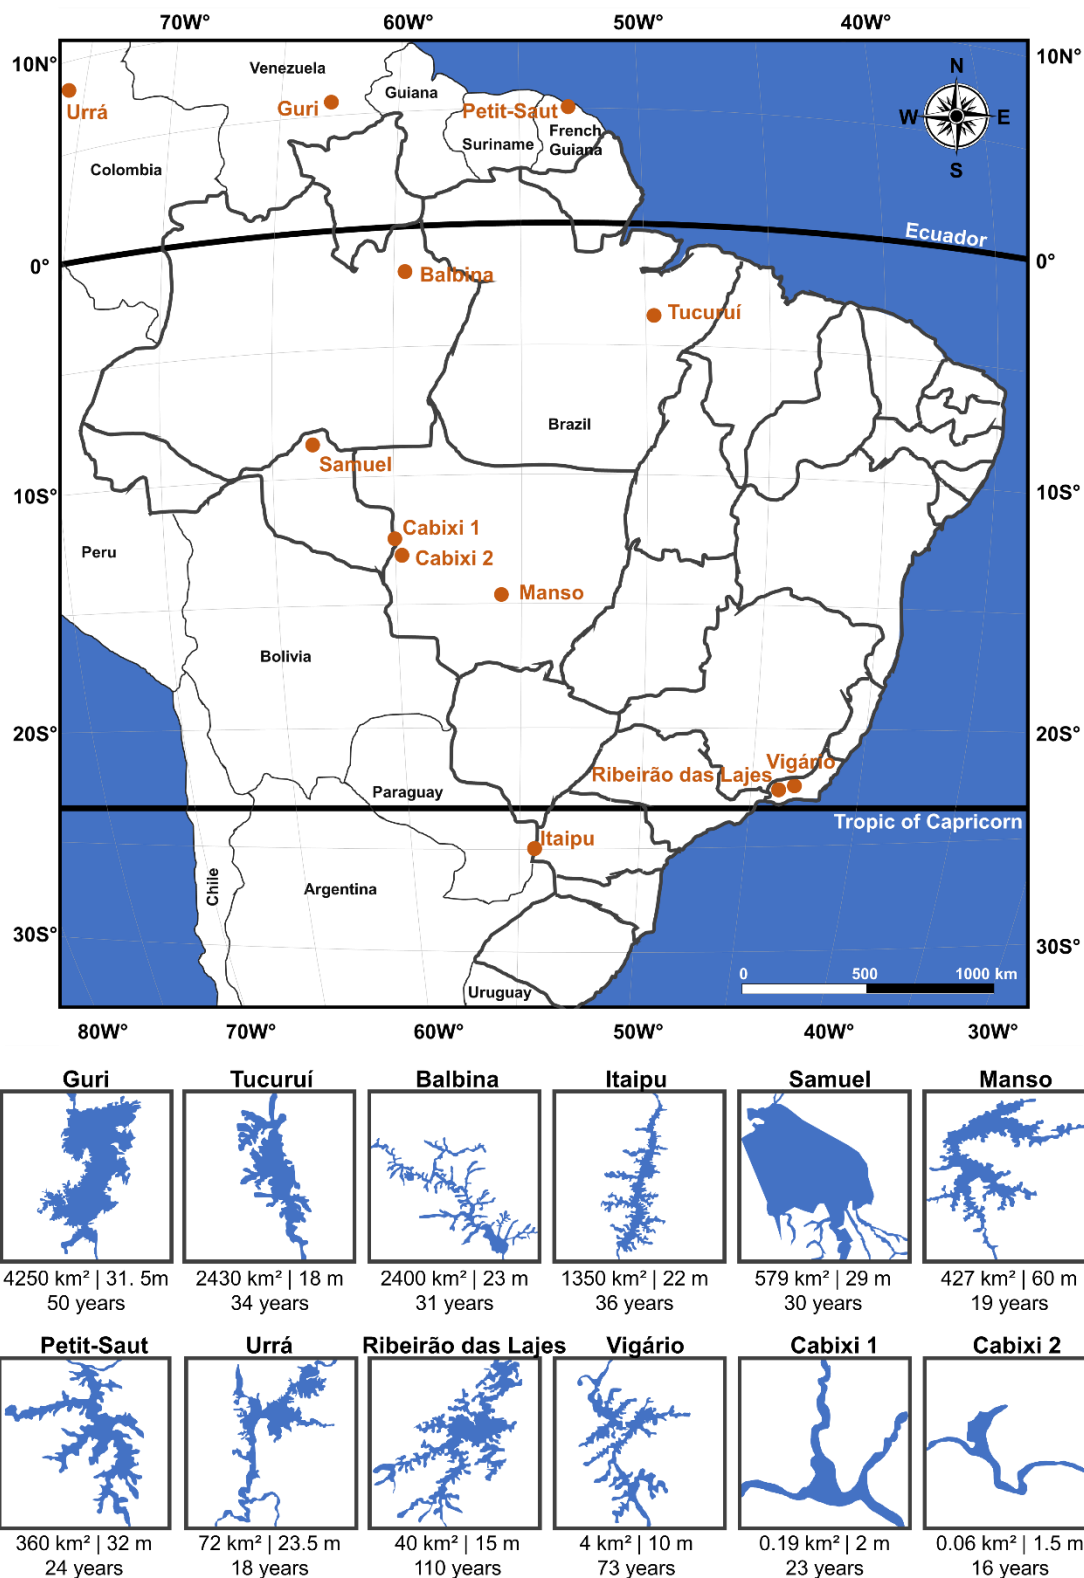 70W° 60W° 50W° 40W°
10N° 10N°
N
W E
S
Venezuela
Guiana
Urrá
Guri
Petit-Saut
French
Guiana
Suriname
Colombia
Ecuador
0° 0°
Balbina
Tucuruí
Brazil
Samuel
10S° 10S°
Cabixi 1
Cabixi 2
Peru
Manso
Bolivia
20S° 20S°
Vigário
Ribeirão das Lajes
Paraguay
Tropic of Capricorn
Itaipu
Chile
Argentina
30S° 30S°
0 500 1000 km
Uruguay
80W° 70W° 60W° 50W° 40W° 30W°
Guri Tucuruí Balbina Itaipu Samuel Manso
4250 km² | 31. 5m 2430 km² | 18 m 2400 km² | 23 m 1350 km² | 22 m 579 km² | 29 m 427 km² | 60 m
50 years 34 years 31 years 36 years 30 years 19 years
Petit-Saut Urrá Ribeirão das Lajes Vigário Cabixi 1 Cabixi 2
360 km² | 32 m 72 km² | 23.5 m 40 km² | 15 m 4 km² | 10 m 0.19 km² | 2 m 0.06 km² | 1.5 m
24 years 18 years 110 years 73 years 23 years 16 years